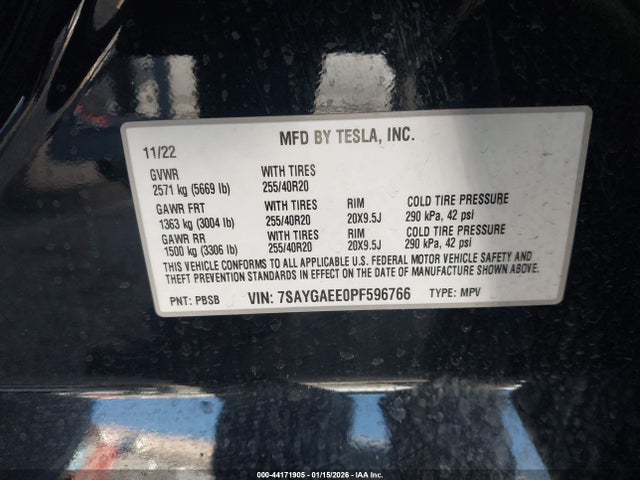 MFD BY TESLA, INC.
11/22
GVWR WITH TIRES
2571 kg (5669 lb) 255/40R20
GAWR FRT WITH TIRES RIM COLD TIRE PRESSURE
1363 kg (3004 lb) 255/40R20 20X9.5J 290 kPa, 42 psi
GAWR RR WITH TIRES RIM COLD TIRE PRESSURE
1500 kg (3306 lb) 255/40R20 20X9.5J 290 kPa, 42 psi
THIS VEHICLE CONFORMS TO ALL APPLICABLE U.S. FEDERAL MOTOR VEHICLE SAFETY AND
THEFT PREVENTION STANDARDS IN EFFECT ON THE DATE OF MANUFACTURE SHOWN ABOVE.
PNT: PBSB VIN: 7SAYGAEE0PF596766 TYPE: MPV
000-44171905 - 01/15/2026 - IAA, Inc.